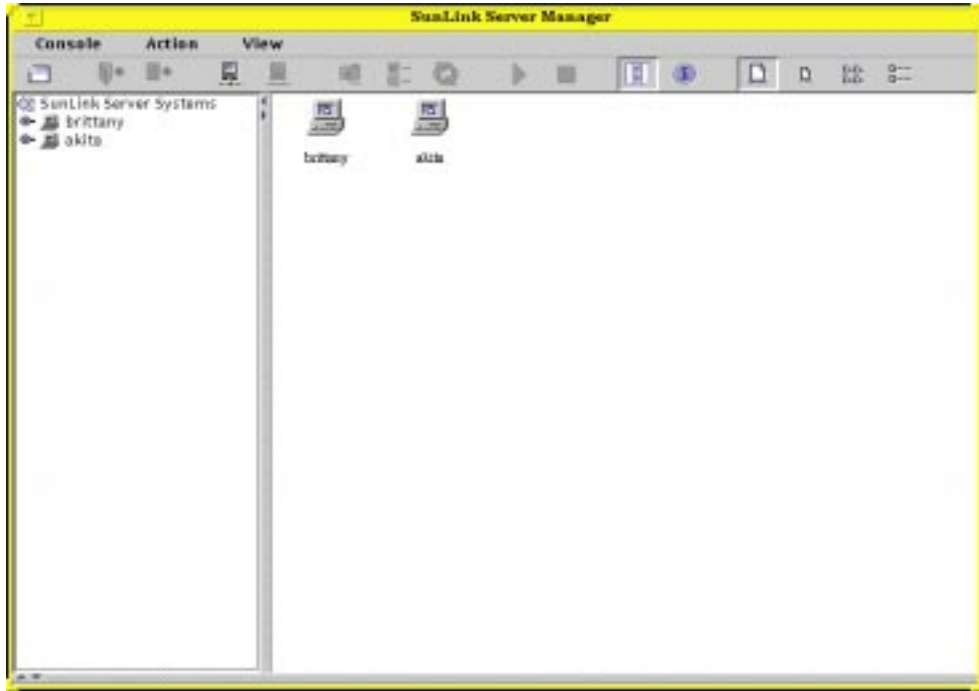 SunLink Server Manager
Console Action View
SunLink Server Systems
brittany
akita
brittany
akita